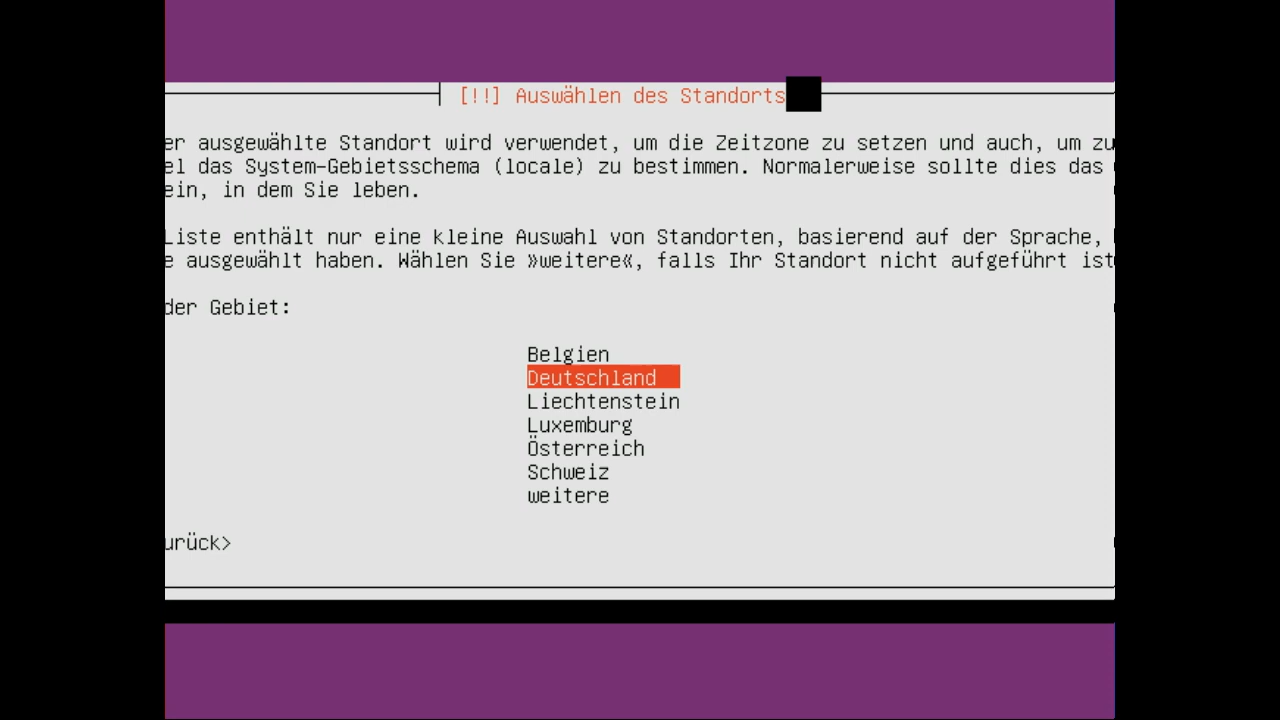 [!!] Auswählen des Standorts
er ausgewählte Standort wird verwendet, um die Zeitzone zu setzen und auch, um zu
el das System-Gebietsschema (locale) zu bestimmen. Normalerweise sollte dies das
ein, in dem Sie leben.
Liste enthält nur eine kleine Auswahl von Standorten, basierend auf der Sprache,
e ausgewählt haben. Wählen Sie »weitere«, falls Ihr Standort nicht aufgeführt ist
der Gebiet:
Belgien
Deutschland
Liechtenstein
Luxemburg
Österreich
Schweiz
weitere
urück>